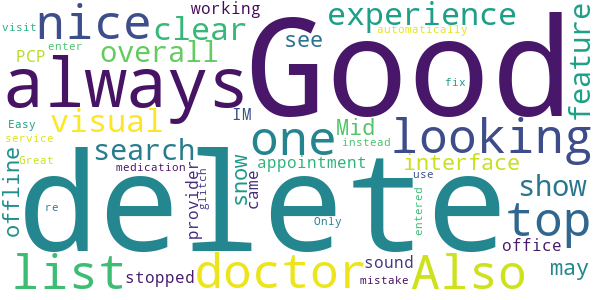 working
visit
nice
clear
experience
automatically
enter
PCP
overall
see
feature
always
Good
fix
visual
IM
one
Mid
looking
Easy
service
instead
Great
search
appointment
interface
offline
medication
delete
provider
glitch
snow
came
use
show
re
Only
entered
top
office
list
stopped
doctor
sound
mistake
Also
may